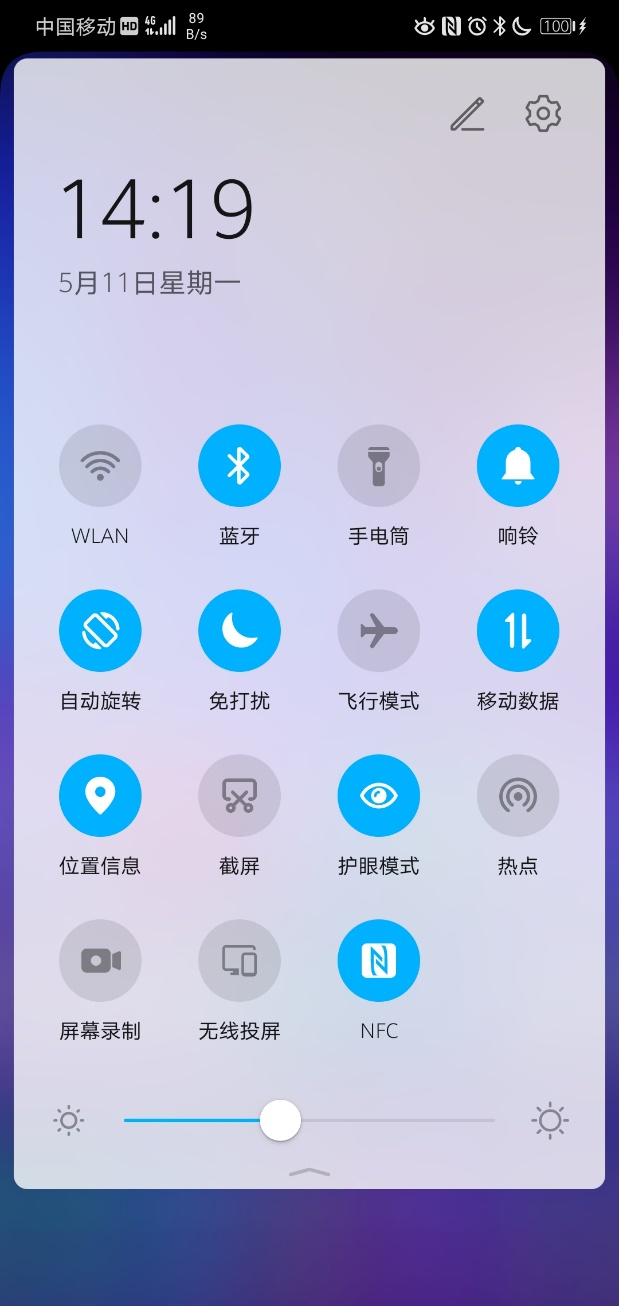 中国移动 HD 4G 89 B/s 100
14:19
5月11日星期一
WLAN 蓝牙 手电筒 响铃
自动旋转 免打扰 飞行模式 移动数据
位置信息 截屏 护眼模式 热点
屏幕录制 无线投屏 NFC